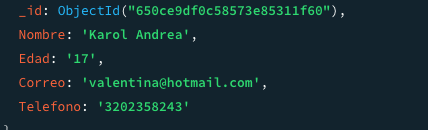 _id: ObjectId("650ce9df0c58573e85311f60"),
Nombre: 'Karol Andrea',
Edad: '17',
Correo: 'valentina@hotmail.com',
Telefono: '3202358243'
}